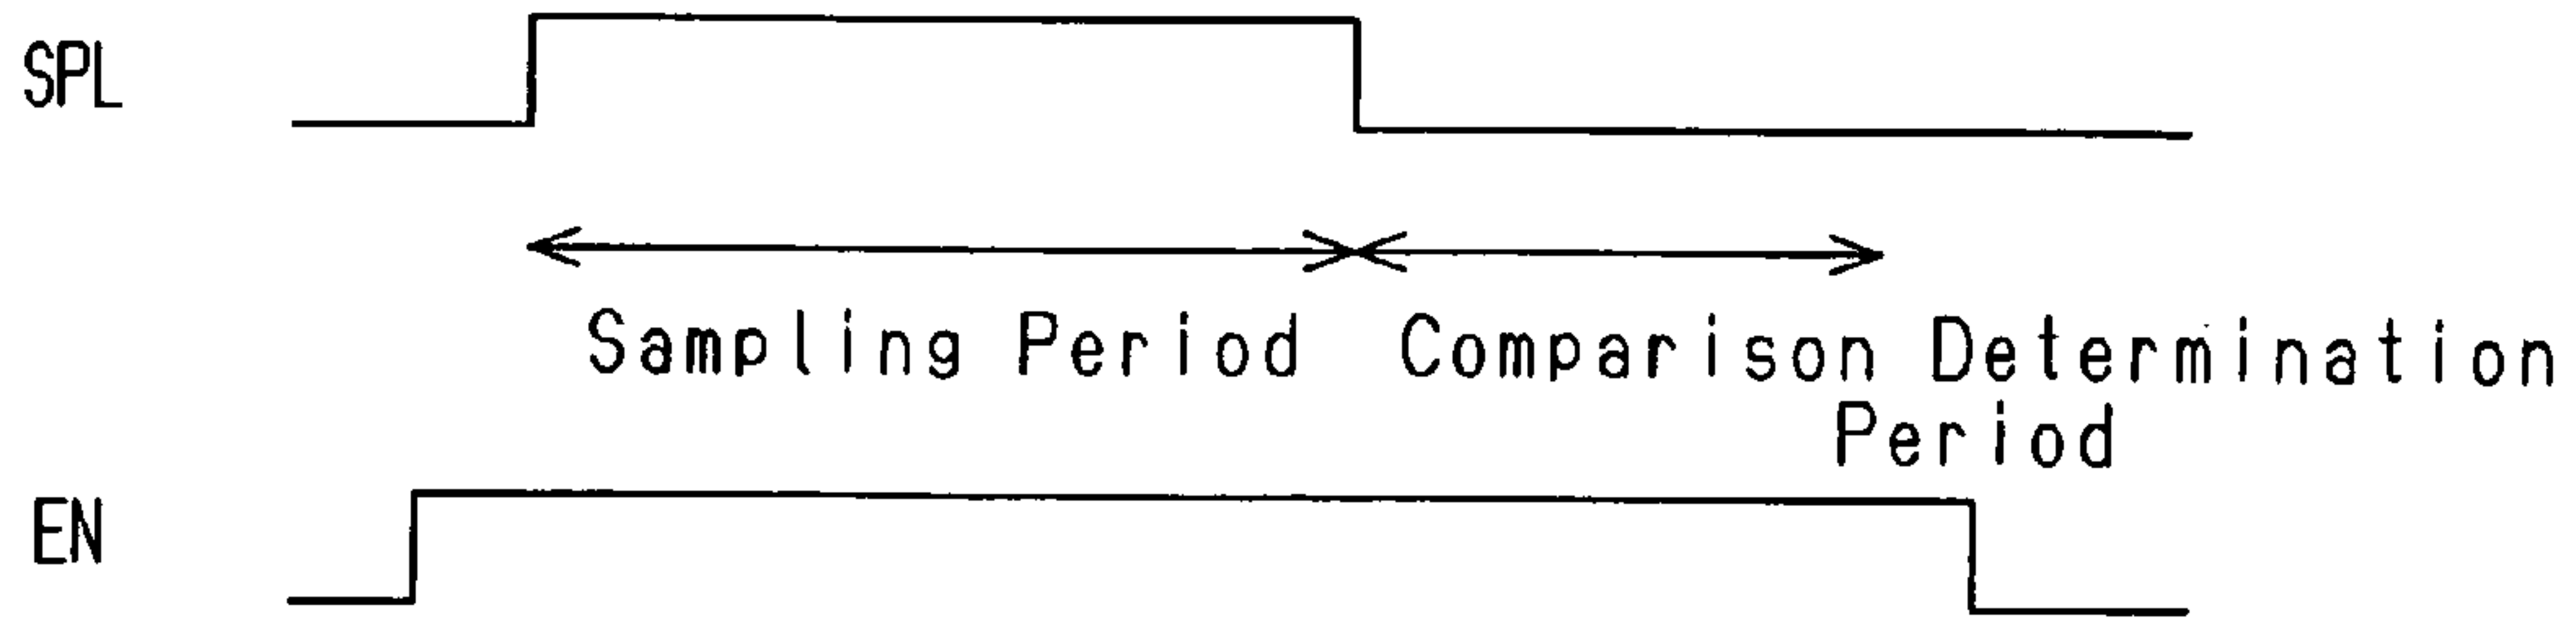 SPL
Sampling Period Comparison Determination
Period
EN